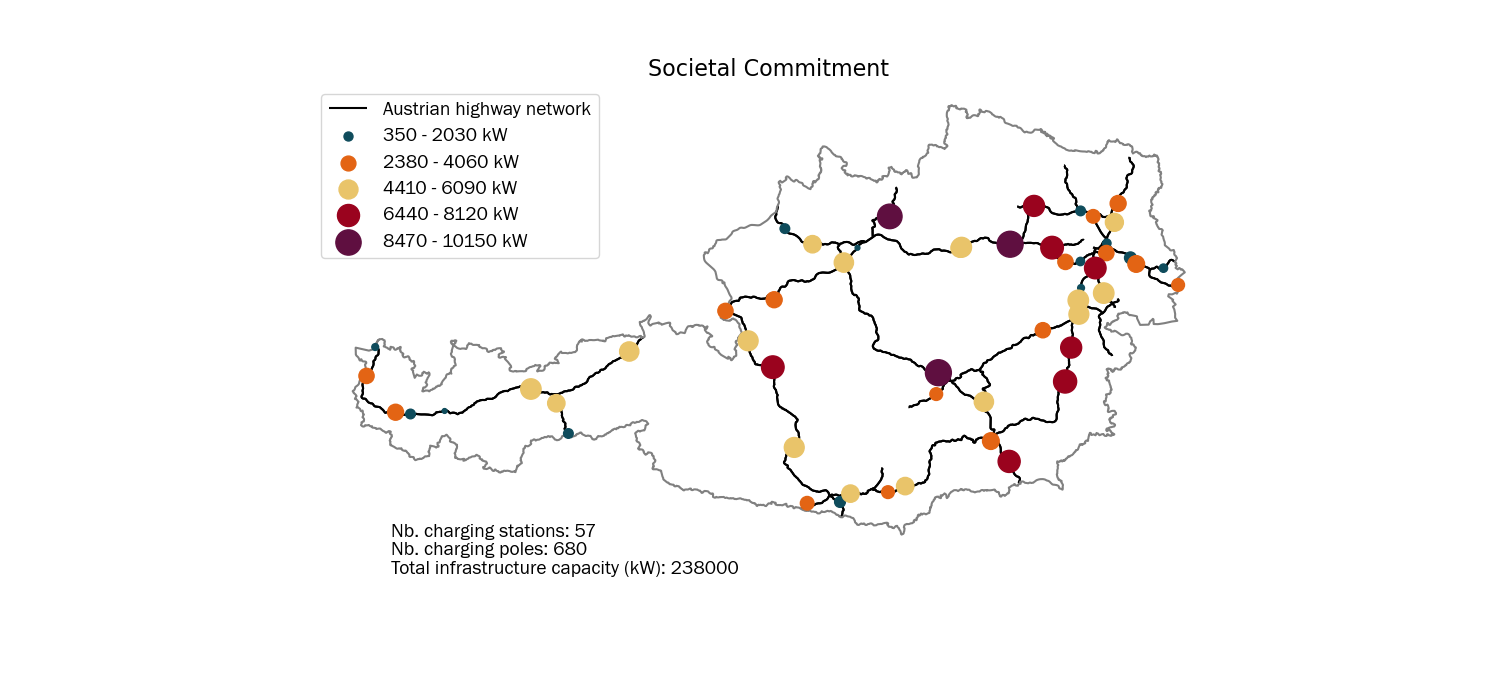 Societal Commitment
Austrian highway network
350 - 2030 kW
2380 - 4060 kW
4410 - 6090 kW
6440 - 8120 kW
8470 - 10150 kW
Nb. charging stations: 57
Nb. charging poles: 680
Total infrastructure capacity (kW): 238000